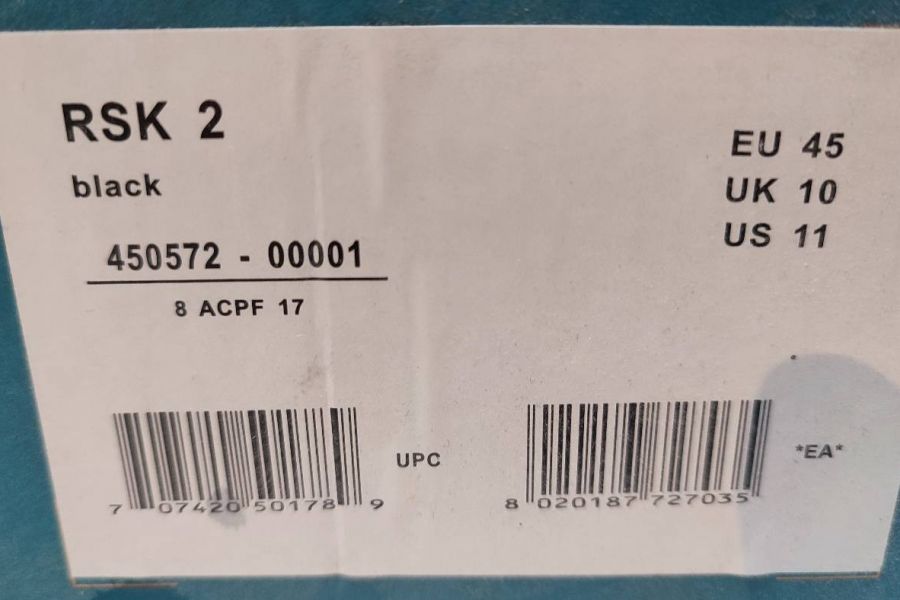 RSK 2
black
450572 - 00001
8 ACPF 17
EU 45
UK 10
US 11
UPC
7 07420 50178 9
*EA*
8 020187 727035